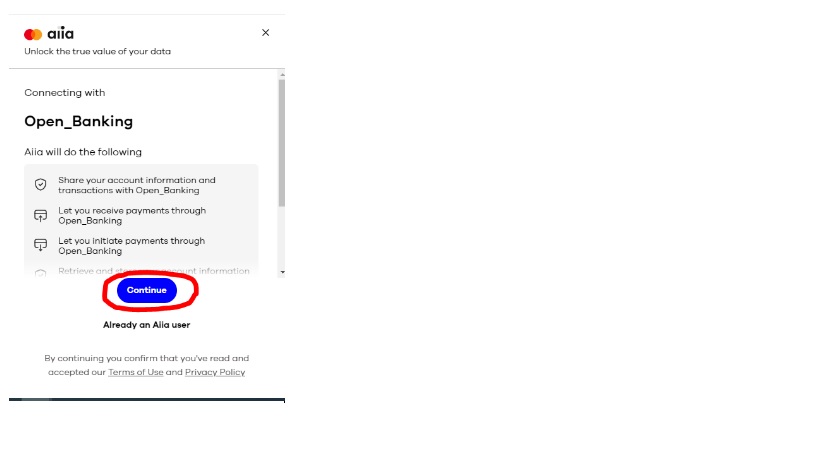 aiia
Unlock the true value of your data
Connecting with
Open_Banking
Aiia will do the following
Share your account information and
transactions with Open_Banking
Let you receive payments through
Open_Banking
Let you initiate payments through
Open_Banking
Retrieve and account information
Continue
Already an Aiia user
By continuing you confirm that you've read and
accepted our Terms of Use and Privacy Policy